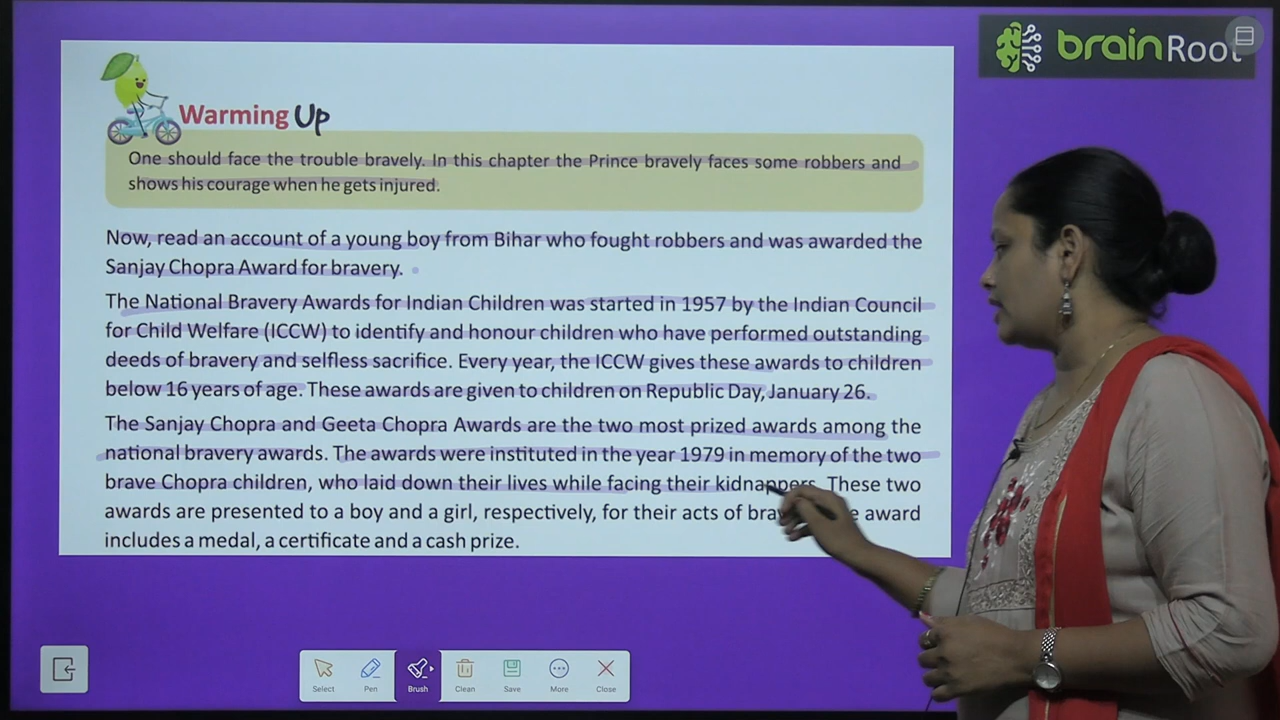 brainRoot
Warming Up
One should face the trouble bravely. In this chapter the Prince bravely faces some robbers and
shows his courage when he gets injured.
Now, read an account of a young boy from Bihar who fought robbers and was awarded the
Sanjay Chopra Award for bravery.
The National Bravery Awards for Indian Children was started in 1957 by the Indian Council
for Child Welfare (ICCW) to identify and honour children who have performed outstanding
deeds of bravery and selfless sacrifice. Every year, the ICCW gives these awards to children
below 16 years of age. These awards are given to children on Republic Day, January 26.
The Sanjay Chopra and Geeta Chopra Awards are the two most prized awards among the
national bravery awards. The awards were instituted in the year 1979 in memory of the two
brave Chopra children, who laid down their lives while facing their kidnappers. These two
awards are presented to a boy and a girl, respectively, for their acts of award
includes a medal, a certificate and a cash prize.
Select Pen Brush Clean Save More Close